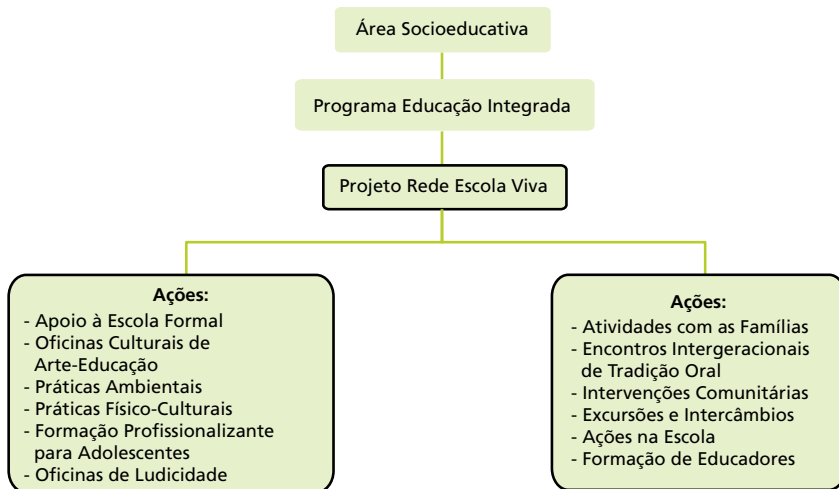 Área Socioeducativa
Programa Educação Integrada
Projeto Rede Escola Viva
Ações:
- Apoio à Escola Formal
- Oficinas Culturais de
Arte-Educação
- Práticas Ambientais
- Práticas Físico-Culturais
- Formação Profissionalizante
para Adolescentes
- Oficinas de Ludicidade
Ações:
- Atividades com as Famílias
- Encontros Intergeracionais
de Tradição Oral
- Intervenções Comunitárias
- Excursões e Intercâmbios
- Ações na Escola
- Formação de Educadores